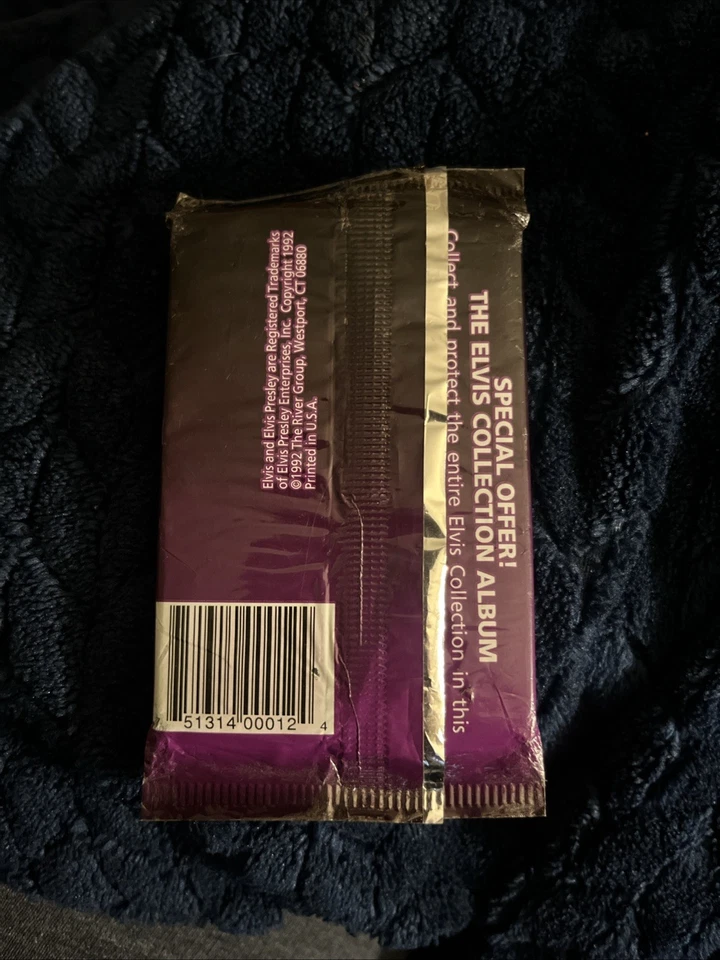 SPECIAL OFFER!
THE ELVIS COLLECTION ALBUM
Collect and protect the entire Elvis Collection in this
Elvis and Elvis Presley are Registered Trademarks
of Elvis Presley Enterprises, Inc. Copyright 1992
©1992 The River Group, Westport, CT 06880
Printed in U.S.A.
51314 00012 4